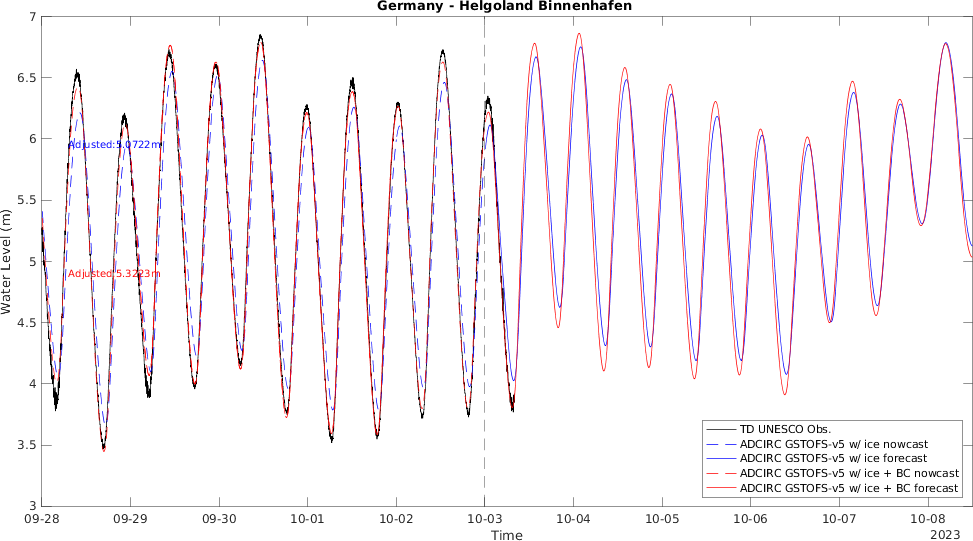 Germany - Helgoland Binnenhafen
7
6.5
6
5.5
5
4.5
4
3.5
3
Water Level (m)
Adjusted:5.0722m
Adjusted:5.3223m
TD UNESCO Obs.
ADCIRC GSTOFS-v5 w/ ice nowcast
ADCIRC GSTOFS-v5 w/ ice forecast
ADCIRC GSTOFS-v5 w/ ice + BC nowcast
ADCIRC GSTOFS-v5 w/ ice + BC forecast
09-28 09-29 09-30 10-01 10-02 10-03 10-04 10-05 10-06 10-07 10-08
Time
2023